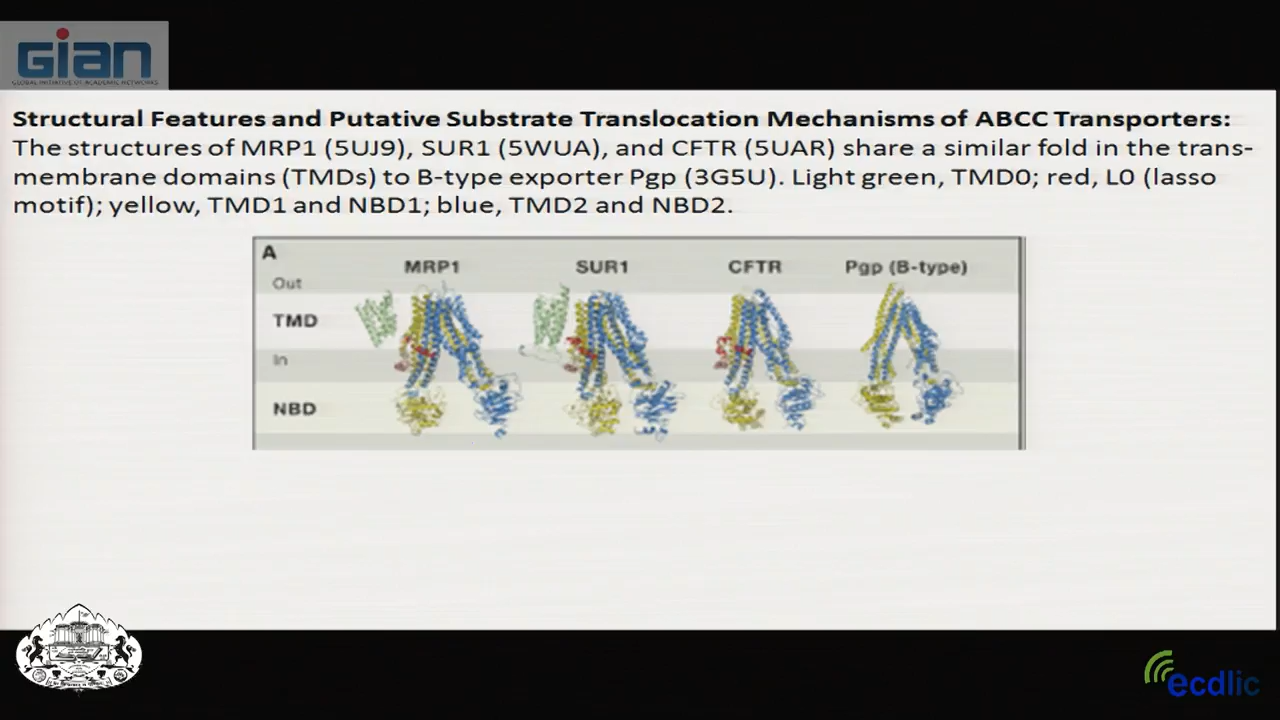 GIAN
GLOBAL INITIATIVE OF ACADEMIC NETWORKS
Structural Features and Putative Substrate Translocation Mechanisms of ABCC Transporters:
The structures of MRP1 (5UJ9), SUR1 (5WUA), and CFTR (5UAR) share a similar fold in the trans-
membrane domains (TMDs) to B-type exporter Pgp (3G5U). Light green, TMD0; red, L0 (lasso
motif); yellow, TMD1 and NBD1; blue, TMD2 and NBD2.
A
MRP1 SUR1 CFTR Pgp (B-type)
Out
TMD
In
NBD
ecdlic